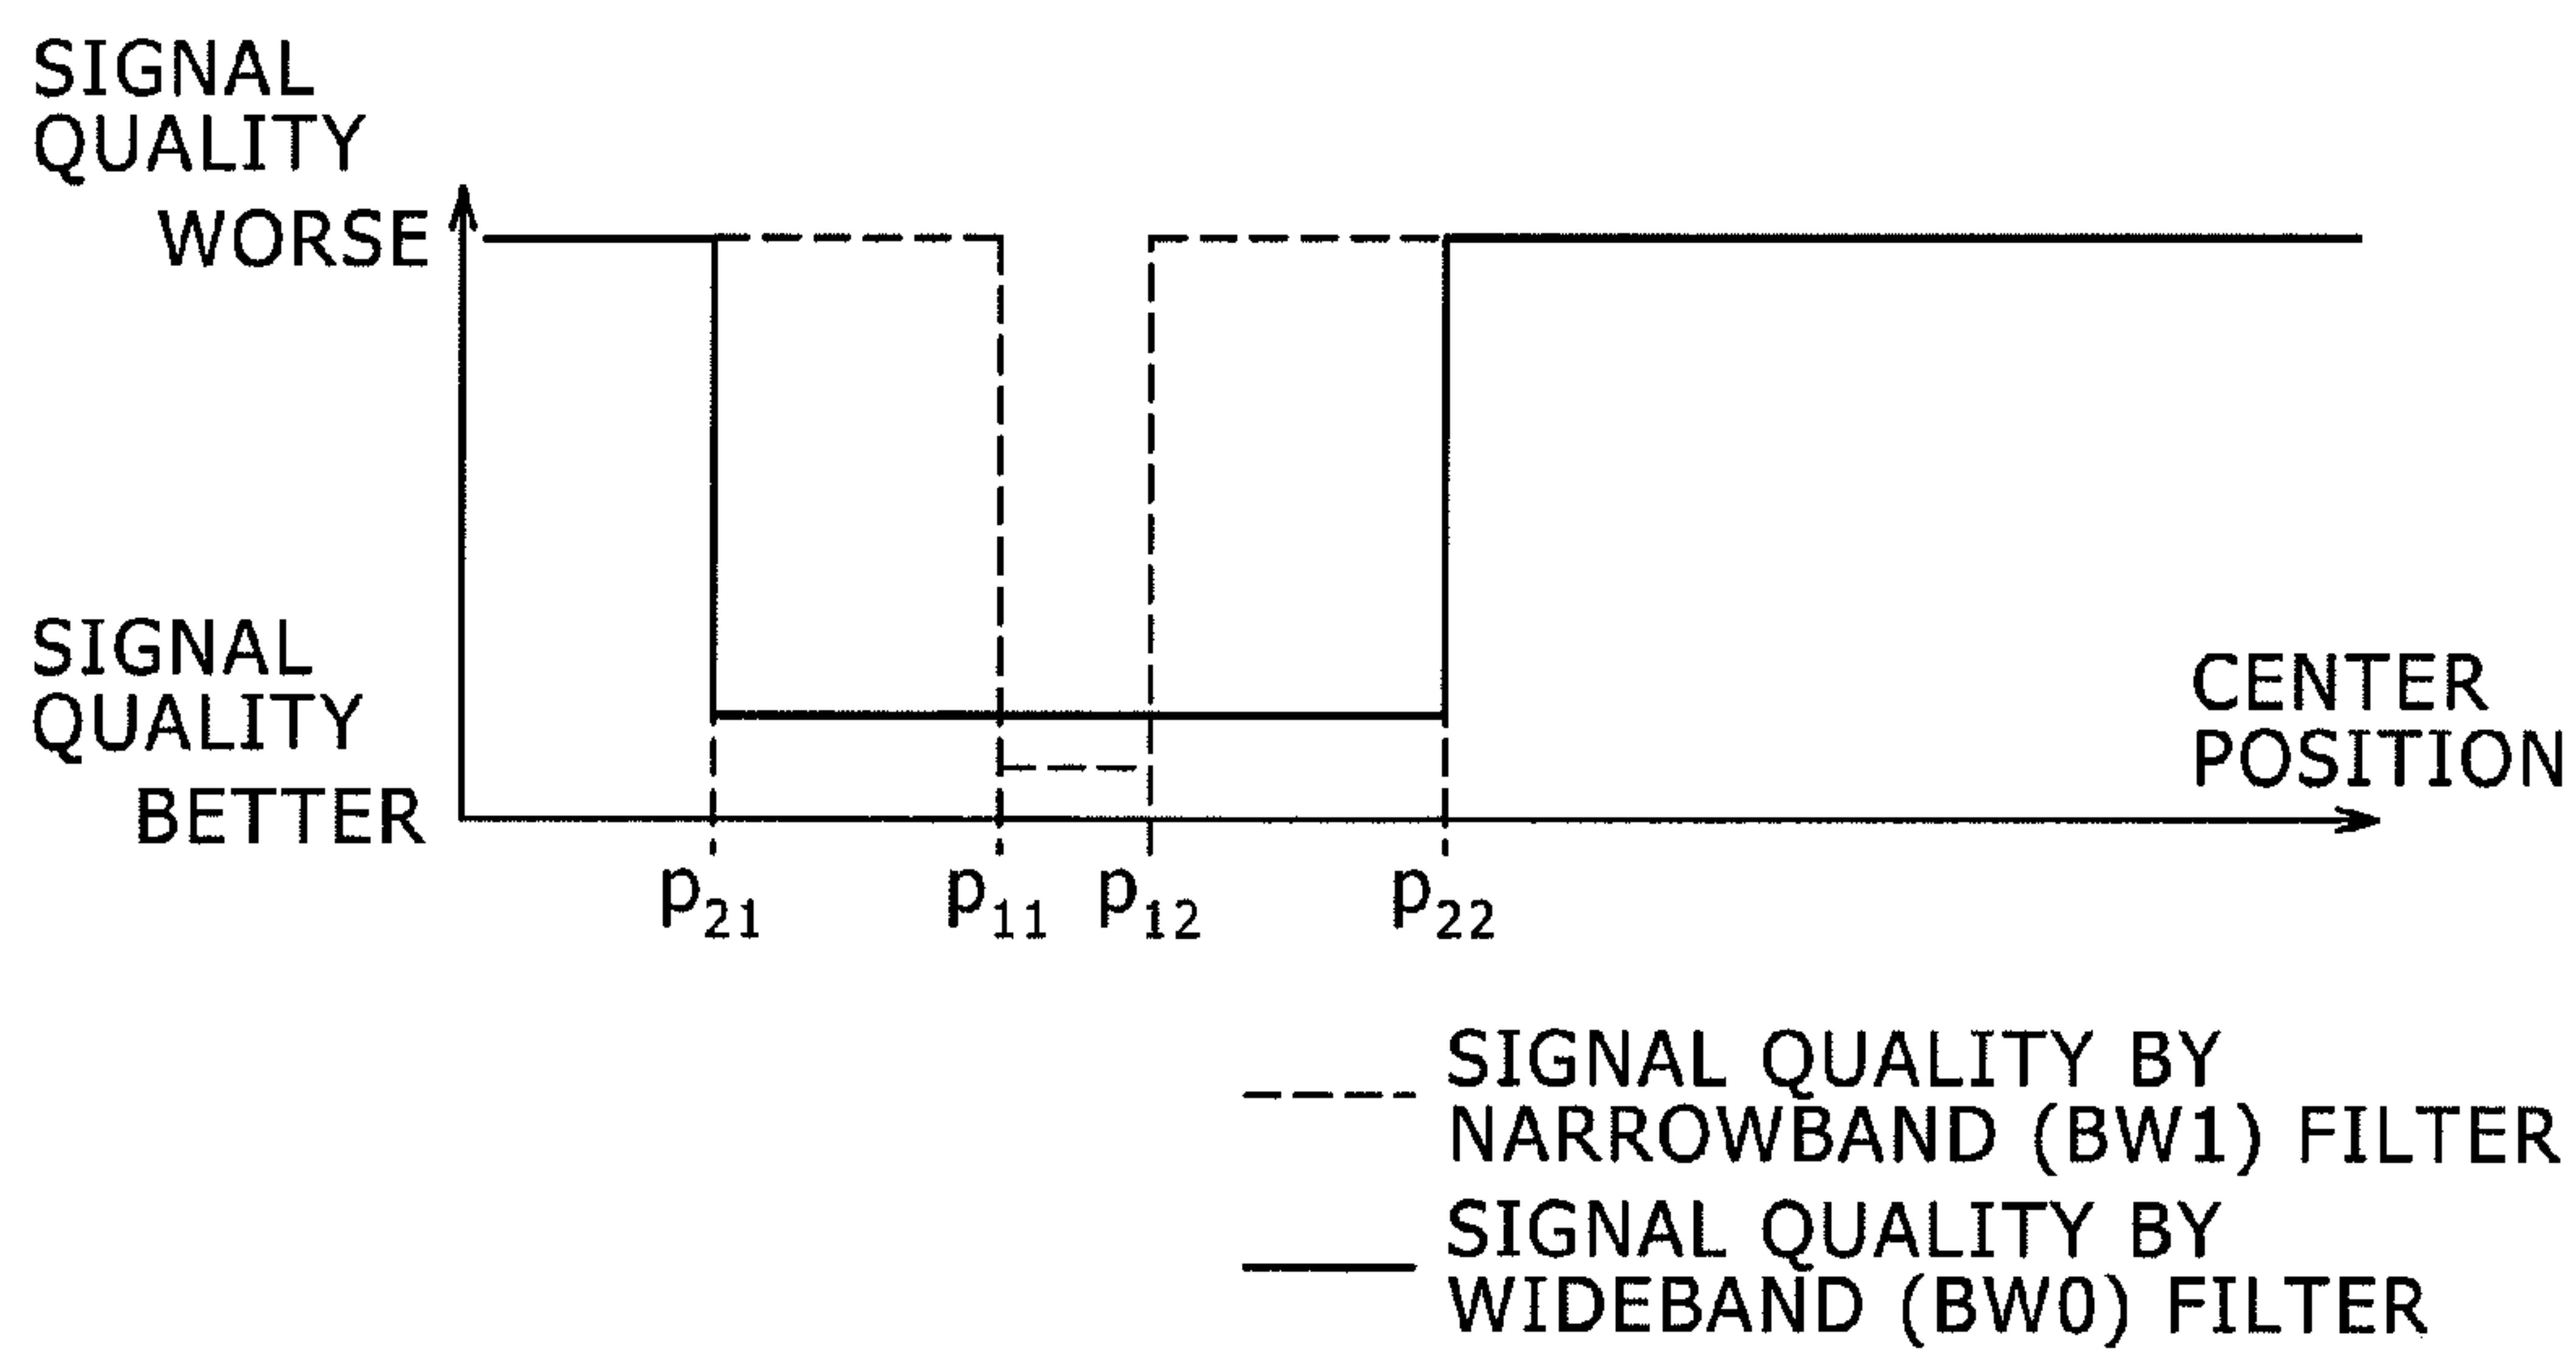 SIGNAL
QUALITY
WORSE
SIGNAL
QUALITY
BETTER
CENTER
POSITION
p21 p11 p12 p22
SIGNAL QUALITY BY
NARROWBAND (BW1) FILTER
SIGNAL QUALITY BY
WIDEBAND (BW0) FILTER